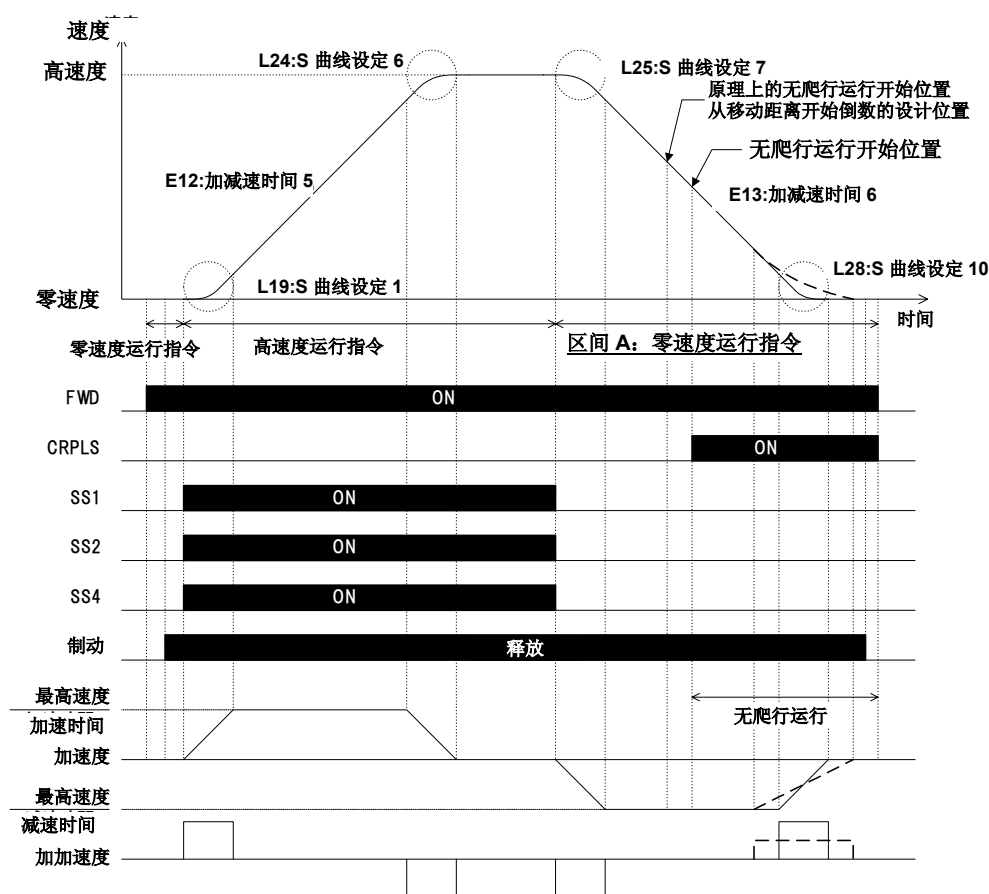 速度
高速度
L24:S 曲线设定 6
L25:S 曲线设定 7
原理上的无爬行运行开始位置
从移动距离开始倒数的设计位置
无爬行运行开始位置
E12:加减速时间 5
E13:加减速时间 6
L19:S 曲线设定 1
L28:S 曲线设定 10
零速度
时间
零速度运行指令
高速度运行指令
区间 A：零速度运行指令
FWD
ON
CRPLS
ON
SS1
ON
SS2
ON
SS4
ON
制动
释放
最高速度
加速时间
无爬行运行
加速度
最高速度
减速时间
加加速度